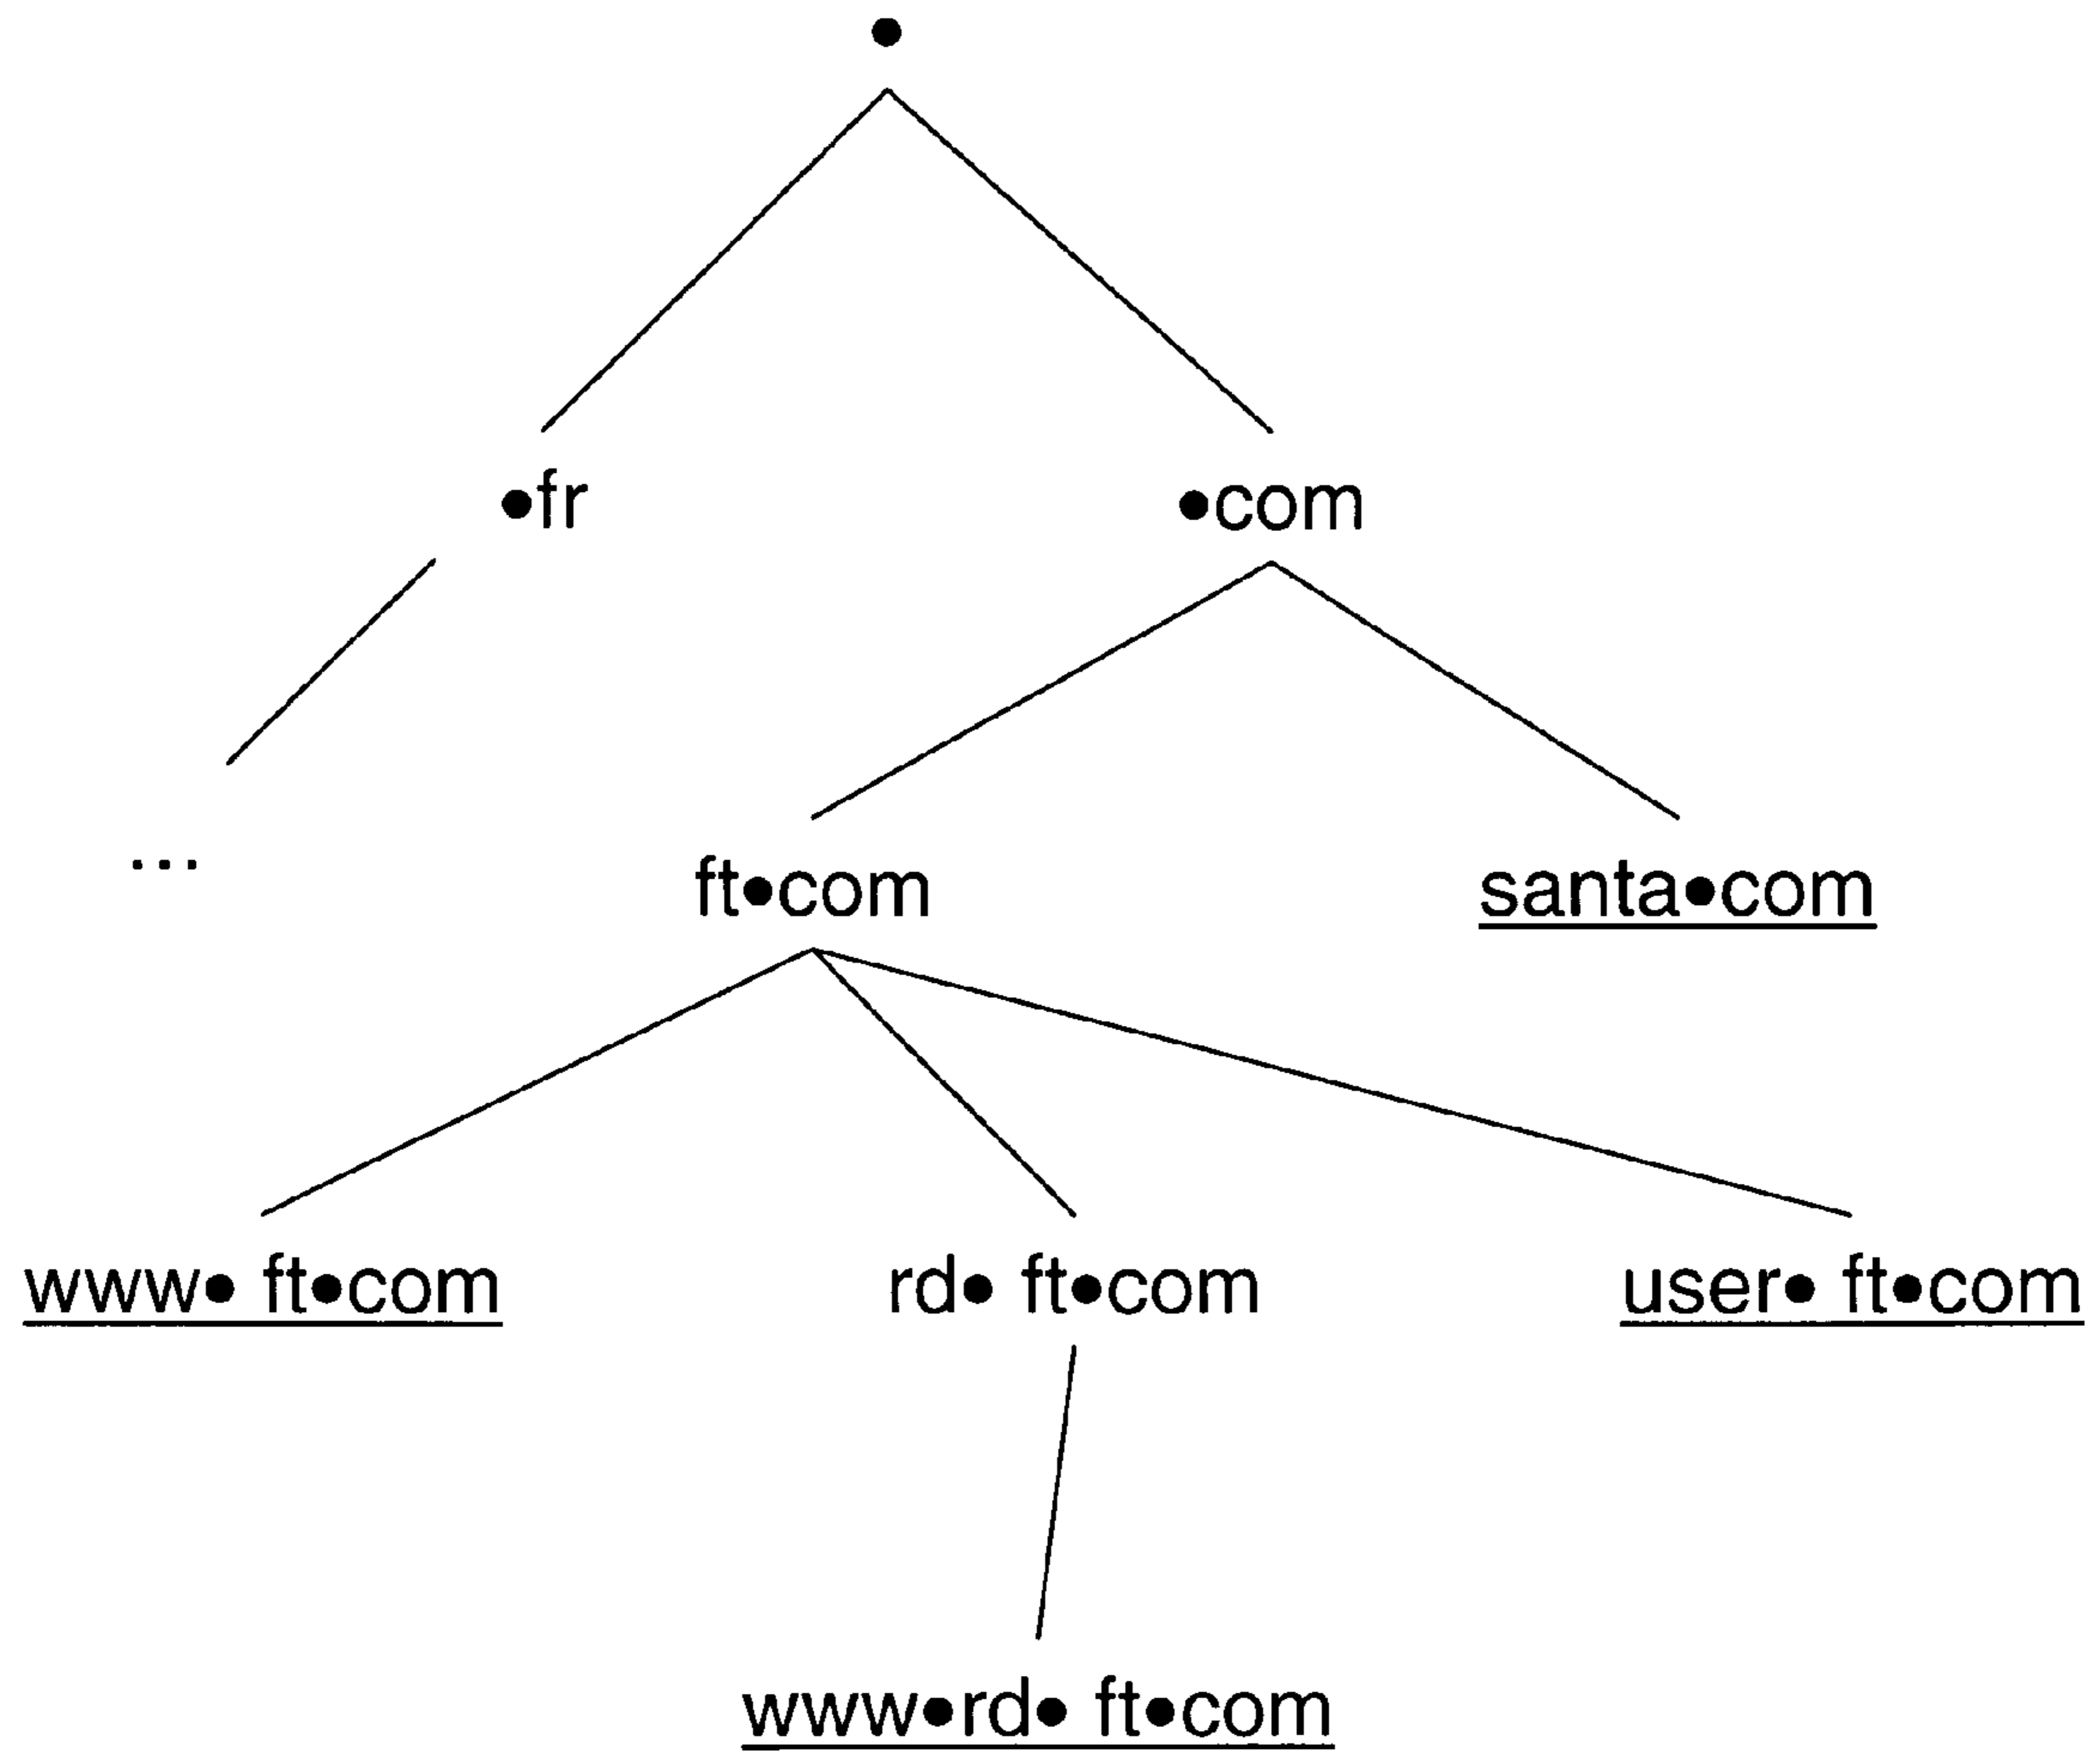 ●
●fr ●com
...
ft●com santa●com
www● ft●com rd● ft●com user● ft●com
www●rd● ft●com